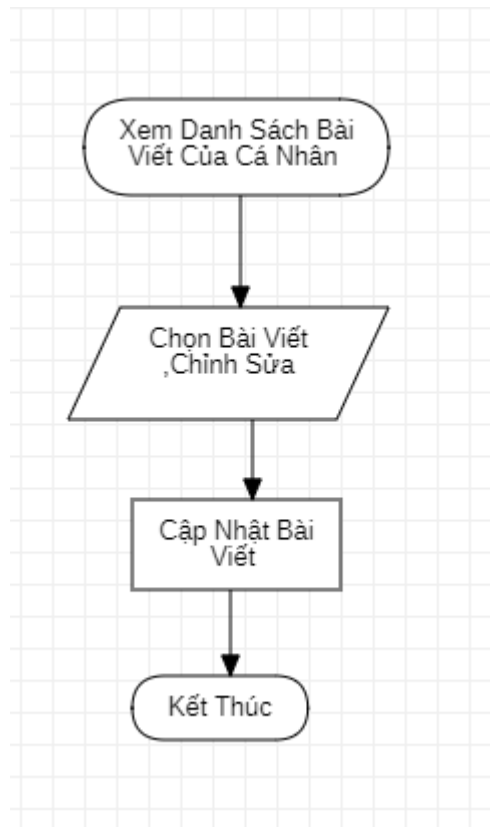 Xem Danh Sách Bài
Viết Của Cá Nhân
Chọn Bài Viết
,Chỉnh Sửa
Cập Nhật Bài
Viết
Kết Thúc